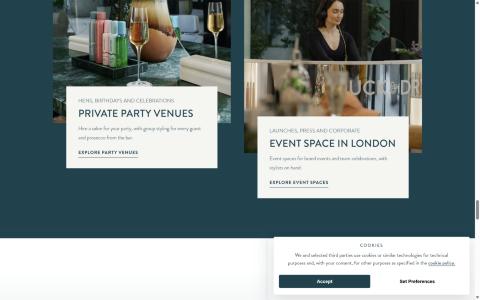 HENS, BIRTHDAYS AND CELEBRATIONS
PRIVATE PARTY VENUES
Hire a salon for your party, with group styling for every guest
and prosecco from the bar.
EXPLORE PARTY VENUES
LAUNCHES, PRESS AND CORPORATE
EVENT SPACE IN LONDON
Event spaces for brand events and team celebrations, with
stylists on hand.
EXPLORE EVENT SPACES
COOKIES
We and selected third parties use cookies or similar technologies for technical
purposes and, with your consent, for other purposes as specified in the cookie policy.
Accept
Set Preferences